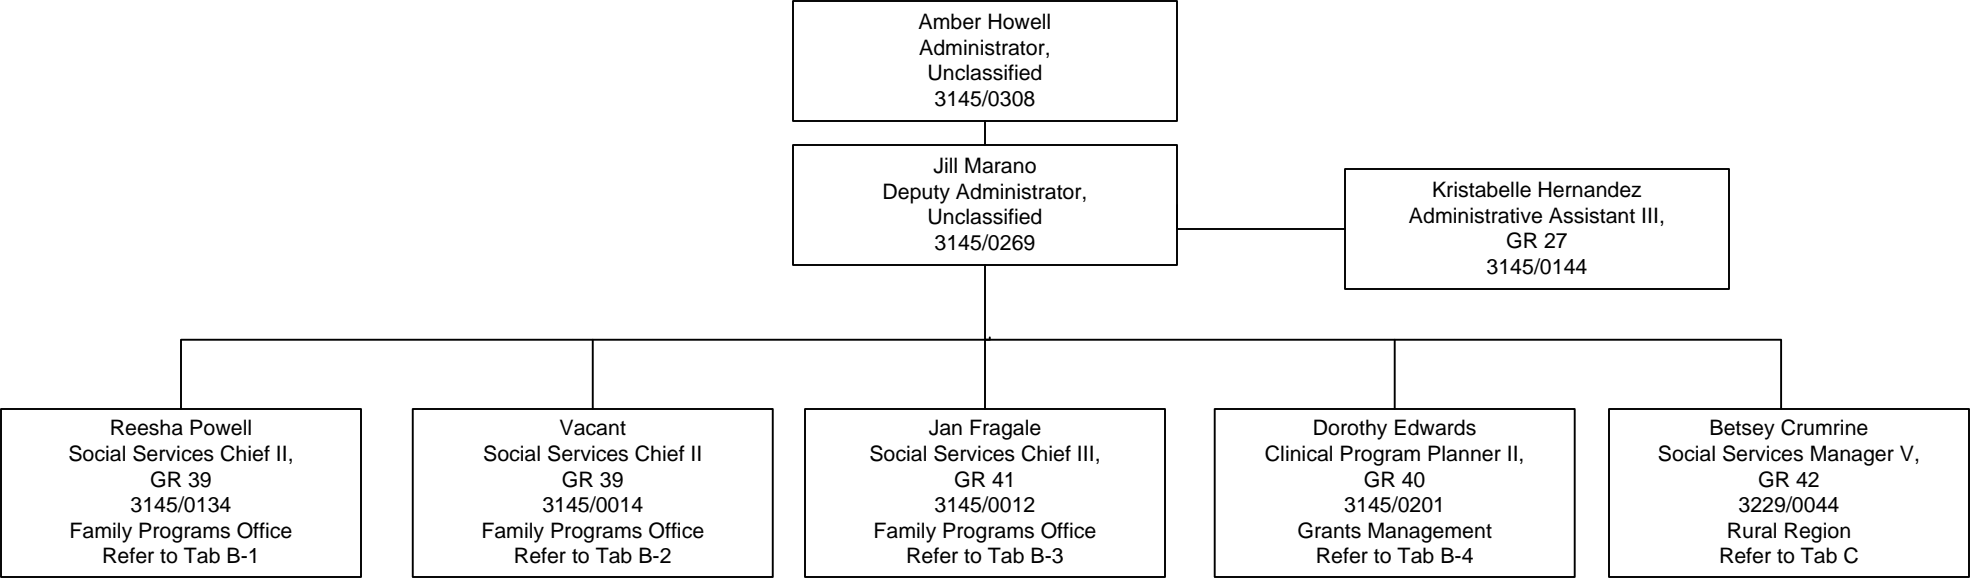 Amber Howell
Administrator,
Unclassified
3145/0308
Jill Marano
Deputy Administrator,
Unclassified
3145/0269
Kristabelle Hernandez
Administrative Assistant III,
GR 27
3145/0144
Reesha Powell
Social Services Chief II,
GR 39
3145/0134
Family Programs Office
Refer to Tab B-1
Vacant
Social Services Chief II
GR 39
3145/0014
Family Programs Office
Refer to Tab B-2
Jan Fragale
Social Services Chief III,
GR 41
3145/0012
Family Programs Office
Refer to Tab B-3
Dorothy Edwards
Clinical Program Planner II,
GR 40
3145/0201
Grants Management
Refer to Tab B-4
Betsey Crumrine
Social Services Manager V,
GR 42
3229/0044
Rural Region
Refer to Tab C